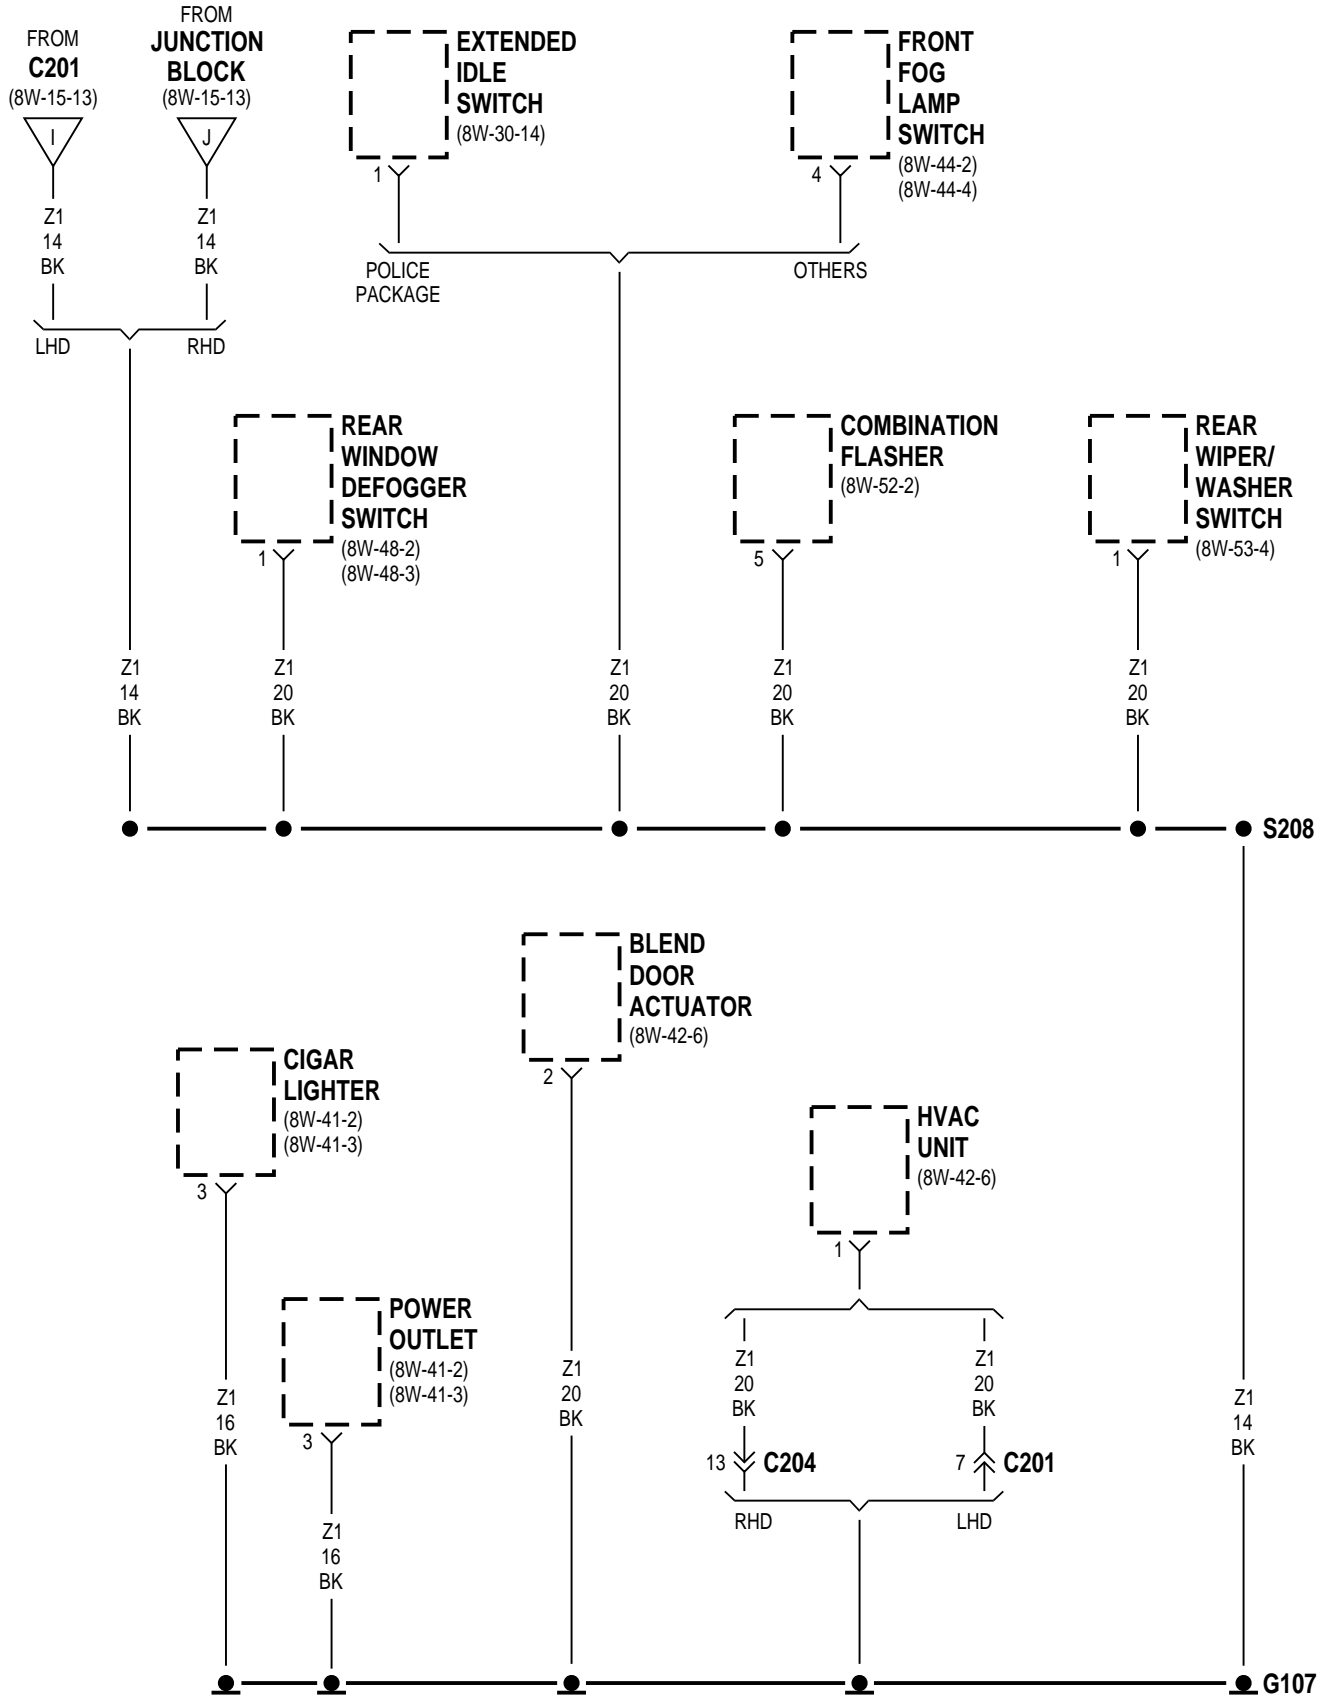 FROM
C201
(8W-15-13)
I
FROM
JUNCTION
BLOCK
(8W-15-13)
J
EXTENDED
IDLE
SWITCH
(8W-30-14)
1
FRONT
FOG
LAMP
SWITCH
(8W-44-2)
(8W-44-4)
4
Z1
14
BK
Z1
14
BK
LHD
RHD
POLICE
PACKAGE
OTHERS
REAR
WINDOW
DEFOGGER
SWITCH
(8W-48-2)
(8W-48-3)
1
COMBINATION
FLASHER
(8W-52-2)
5
REAR
WIPER/
WASHER
SWITCH
(8W-53-4)
1
Z1
14
BK
Z1
20
BK
Z1
20
BK
Z1
20
BK
Z1
20
BK
S208
BLEND
DOOR
ACTUATOR
(8W-42-6)
2
CIGAR
LIGHTER
(8W-41-2)
(8W-41-3)
3
HVAC
UNIT
(8W-42-6)
1
POWER
OUTLET
(8W-41-2)
(8W-41-3)
3
Z1
16
BK
Z1
16
BK
Z1
20
BK
Z1
20
BK
Z1
20
BK
13 C204
7 C201
RHD
LHD
Z1
14
BK
G107